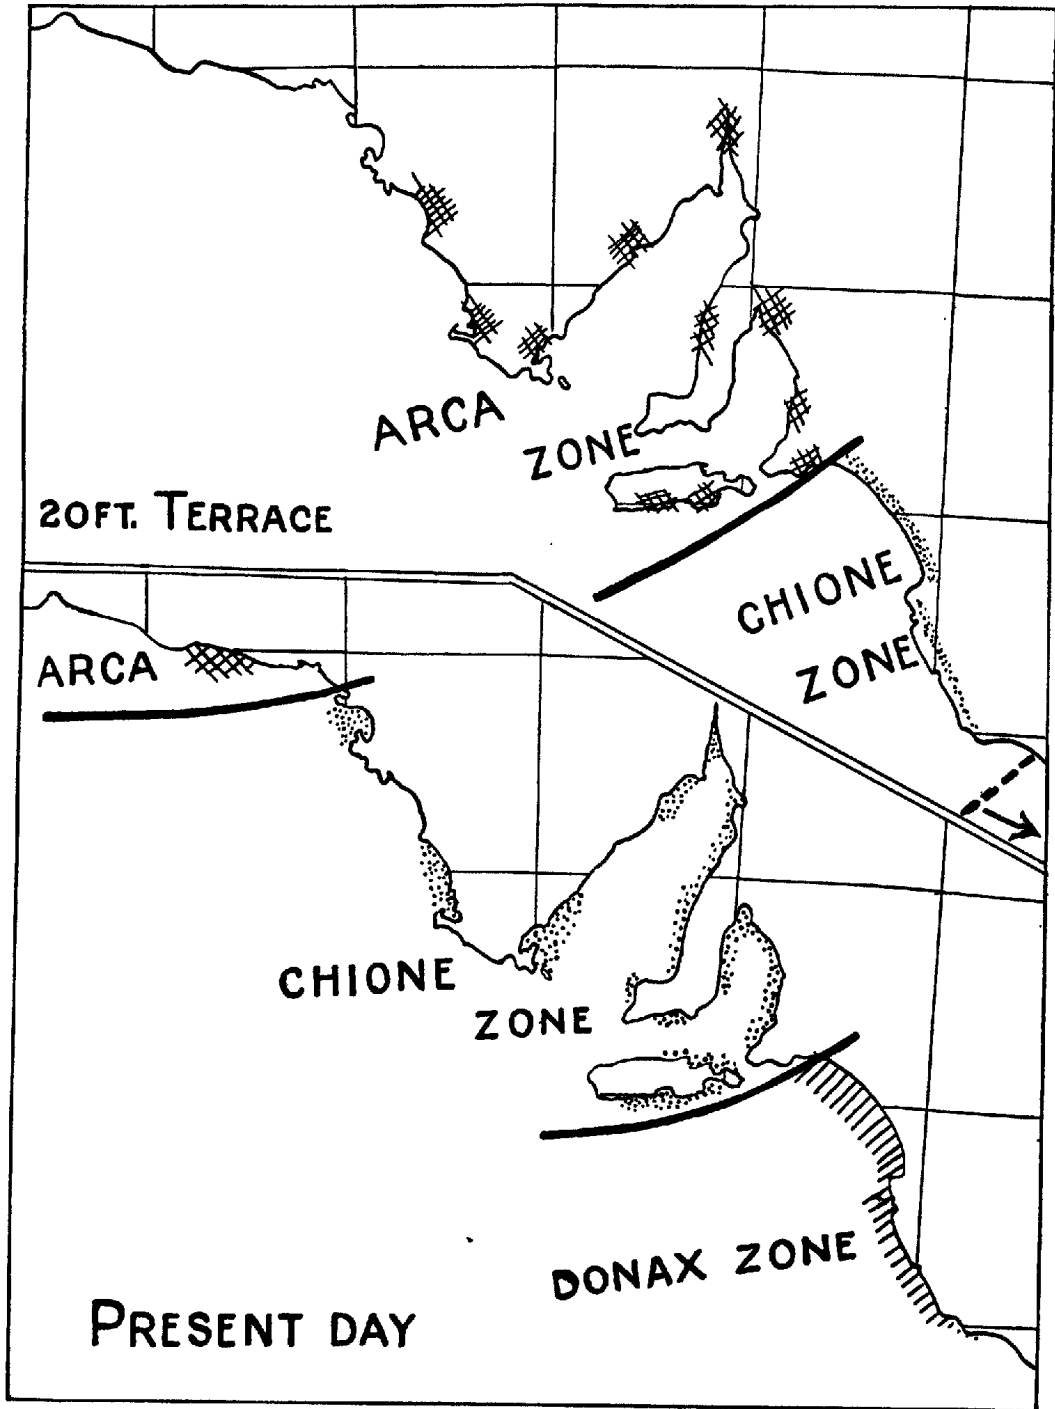 ARCA
ZONE
20FT. TERRACE
CHIONE
ZONE
ARCA
CHIONE
ZONE
DONAX ZONE
PRESENT DAY